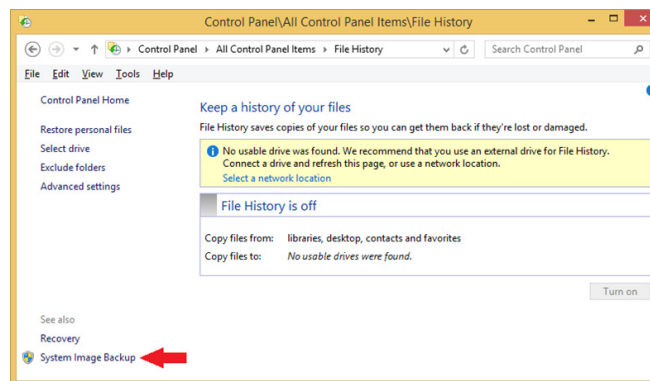 Control Panel\All Control Panel Items\File History
Control Panel All Control Panel Items File History
Search Control Panel
File Edit View Tools Help
Control Panel Home
Restore personal files
Select drive
Exclude folders
Advanced settings
Keep a history of your files
File History saves copies of your files so you can get them back if they're lost or damaged.
No usable drive was found. We recommend that you use an external drive for File History.
Connect a drive and refresh this page, or use a network location.
Select a network location
File History is off
Copy files from: libraries, desktop, contacts and favorites
Copy files to: No usable drives were found.
Turn on
See also
Recovery
System Image Backup